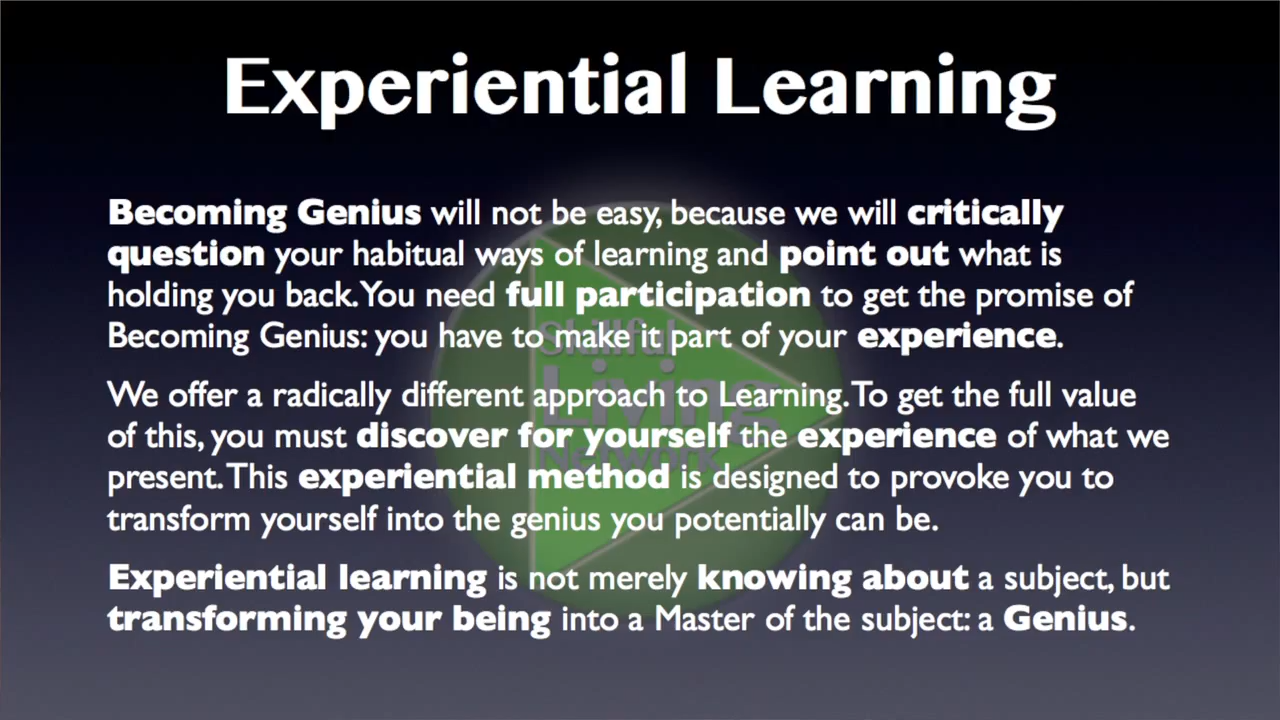 Experiential Learning
Becoming Genius will not be easy, because we will critically
question your habitual ways of learning and point out what is
holding you back. You need full participation to get the promise of
Becoming Genius: you have to make it part of your experience.
We offer a radically different approach to Learning. To get the full value
of this, you must discover for yourself the experience of what we
present. This experiential method is designed to provoke you to
transform yourself into the genius you potentially can be.
Experiential learning is not merely knowing about a subject, but
transforming your being into a Master of the subject: a Genius.
Skillful
Living
Network